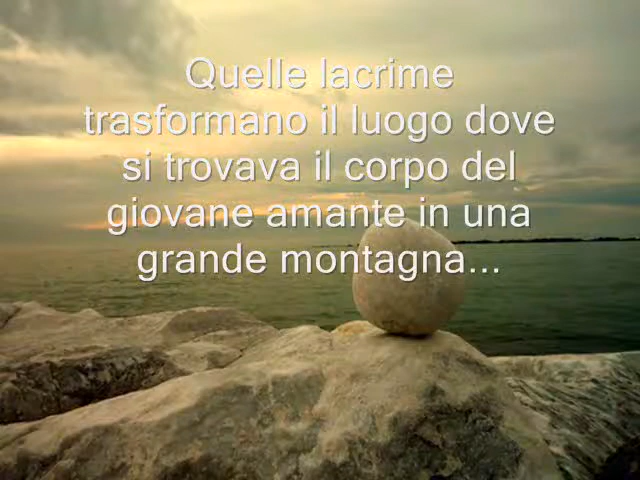 Quelle lacrime
trasformano il luogo dove
si trovava il corpo del
giovane amante in una
grande montagna...